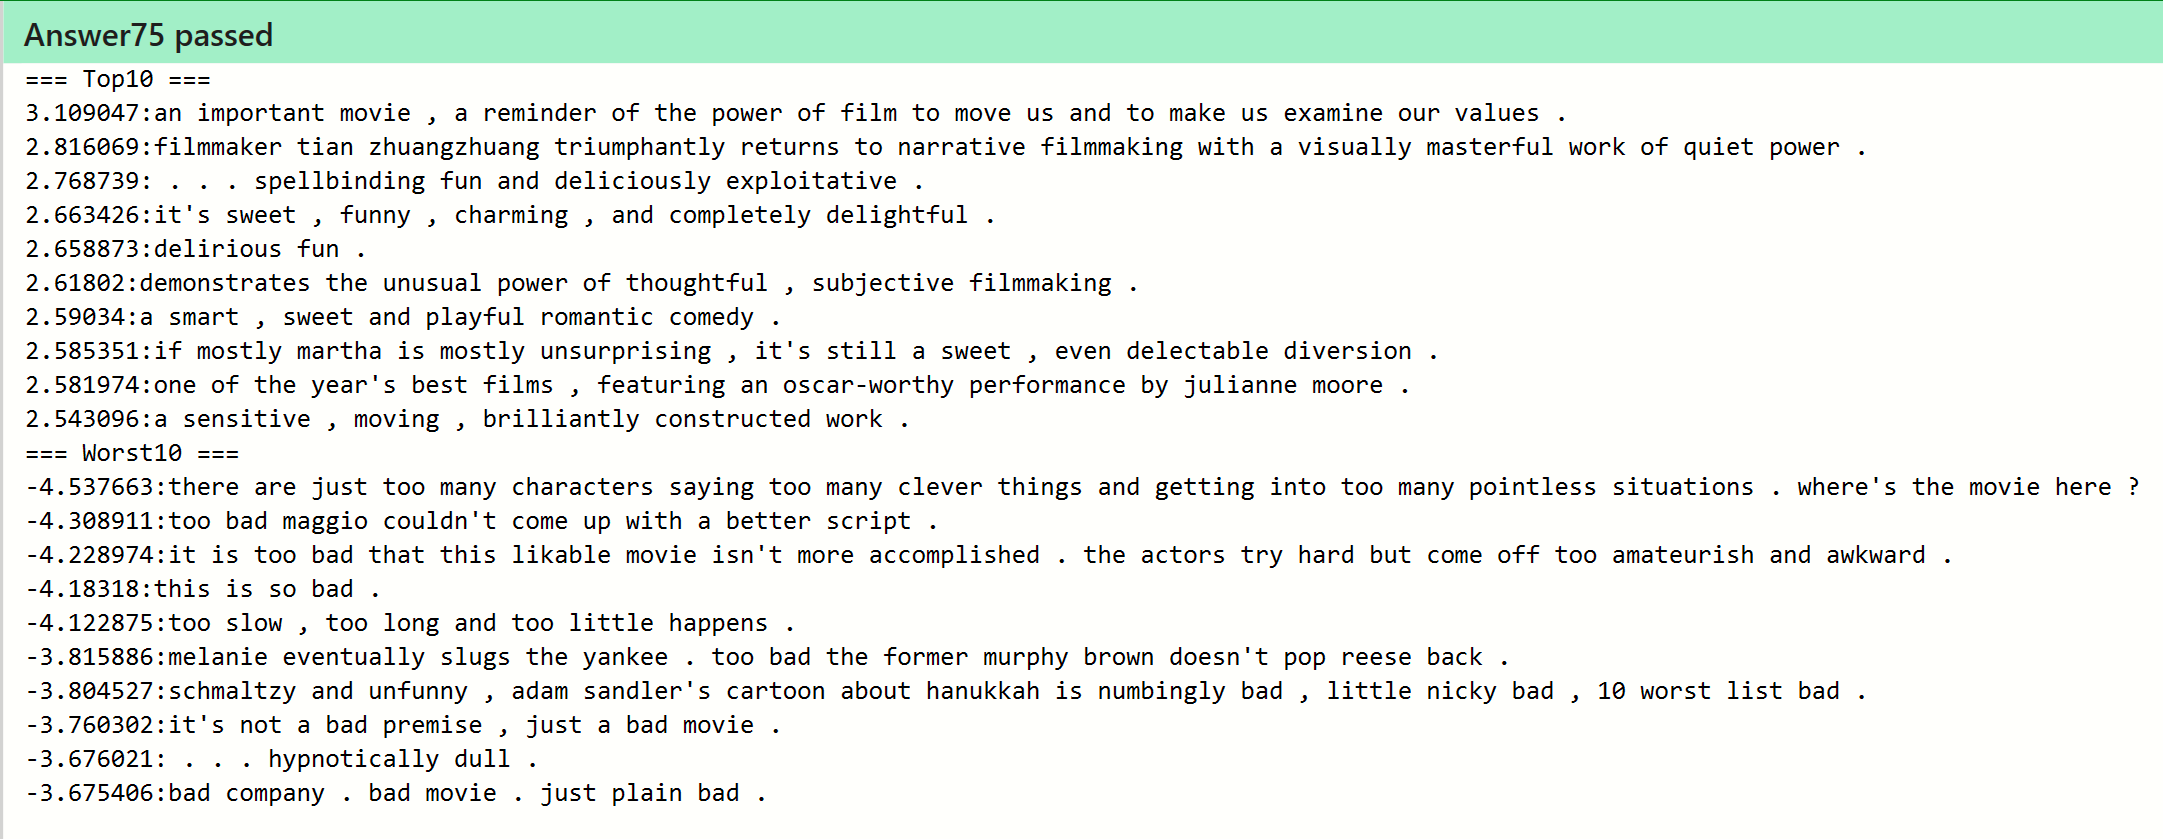 Answer75 passed
=== Top10 ===
3.109047:an important movie , a reminder of the power of film to move us and to make us examine our values .
2.816069:filmmaker tian zhuangzhuang triumphantly returns to narrative filmmaking with a visually masterful work of quiet power .
2.768739: . . . spellbinding fun and deliciously exploitative .
2.663426:it's sweet , funny , charming , and completely delightful .
2.658873:delirious fun .
2.61802:demonstrates the unusual power of thoughtful , subjective filmmaking .
2.59034:a smart , sweet and playful romantic comedy .
2.585351:if mostly martha is mostly unsurprising , it's still a sweet , even delectable diversion .
2.581974:one of the year's best films , featuring an oscar-worthy performance by julianne moore .
2.543096:a sensitive , moving , brilliantly constructed work .
=== Worst10 ===
-4.537663:there are just too many characters saying too many clever things and getting into too many pointless situations . where's the movie here ?
-4.308911:too bad maggio couldn't come up with a better script .
-4.228974:it is too bad that this likable movie isn't more accomplished . the actors try hard but come off too amateurish and awkward .
-4.18318:this is so bad .
-4.122875:too slow , too long and too little happens .
-3.815886:melanie eventually slugs the yankee . too bad the former murphy brown doesn't pop reese back .
-3.804527:schmaltzy and unfunny , adam sandler's cartoon about hanukkah is numbingly bad , little nicky bad , 10 worst list bad .
-3.760302:it's not a bad premise , just a bad movie .
-3.676021: . . . hypnotically dull .
-3.675406:bad company . bad movie . just plain bad .